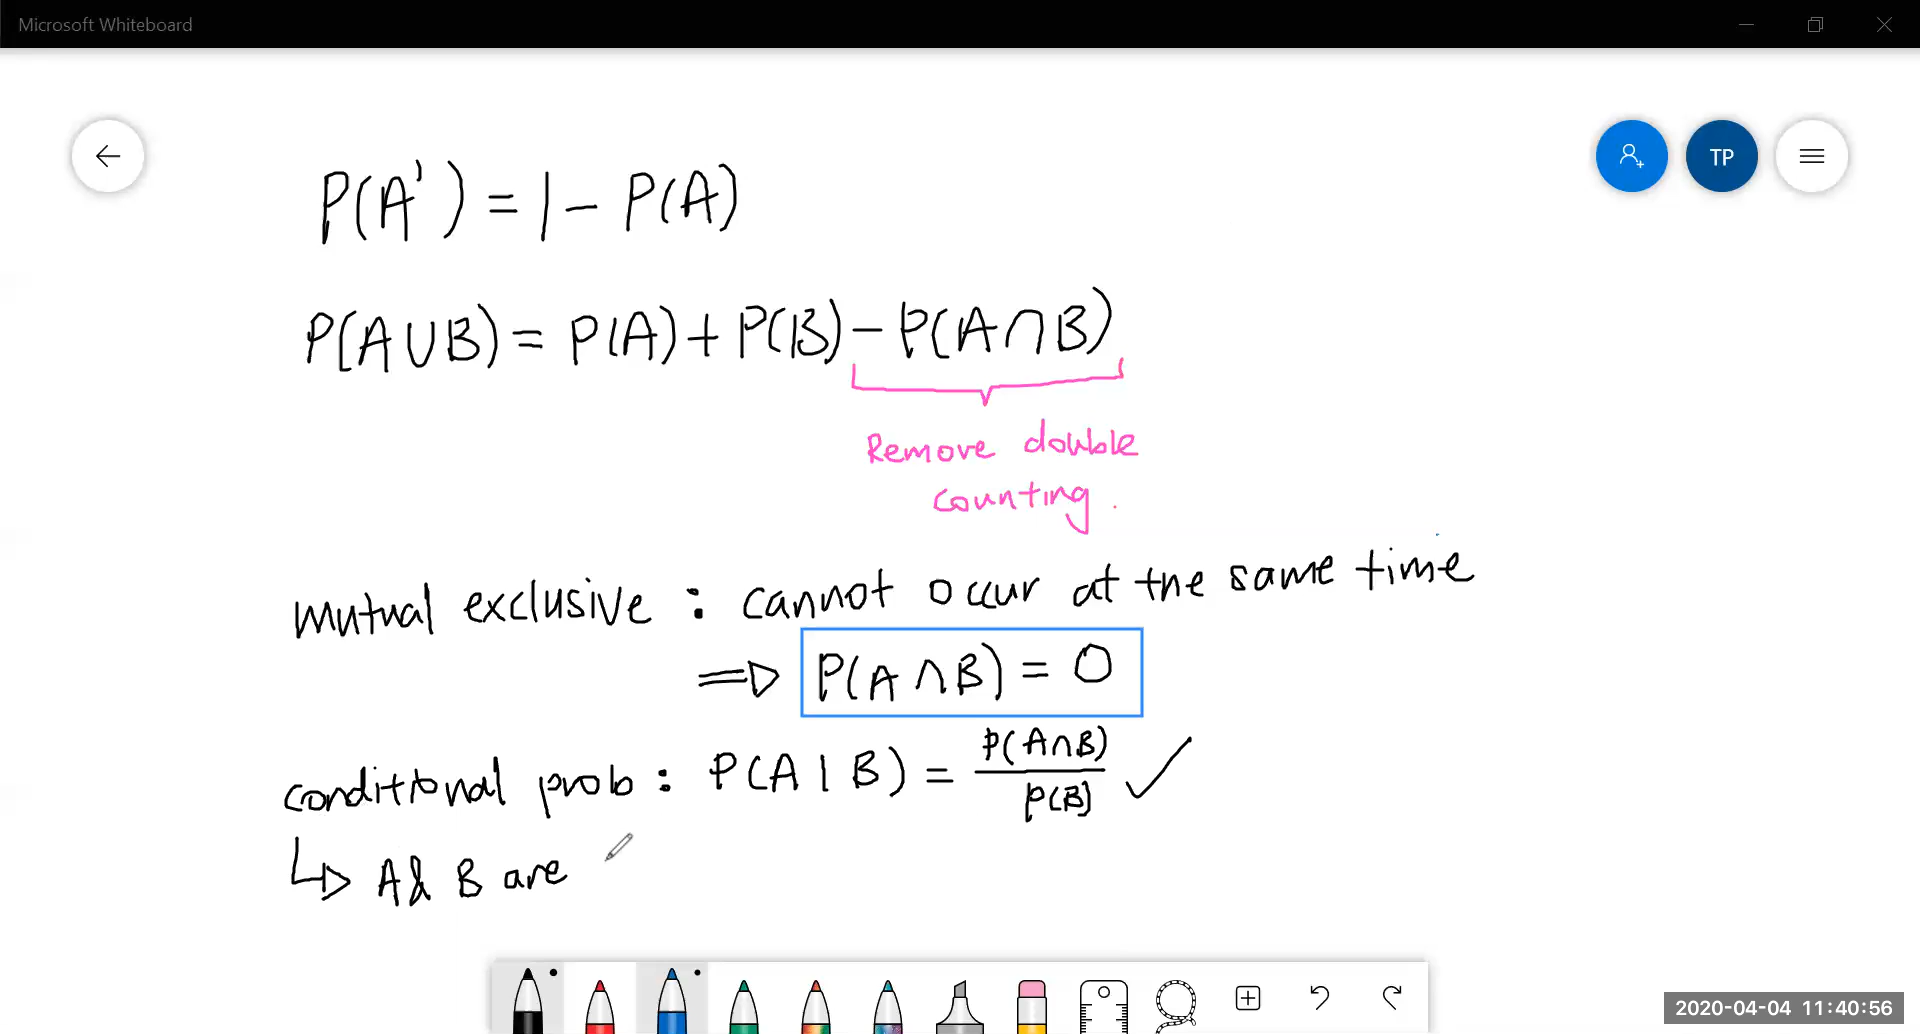 Microsoft Whiteboard
TP
P(A') = 1 - P(A)
P(A∪B) = P(A) + P(B) - P(A∩B)
Remove double
counting.
mutual exclusive : cannot occur at the same time
⇒ P(A∩B) = 0
conditional prob : P(A|B) = P(A∩B)/P(B) ✓
↳ A & B are
2020-04-04 11:40:56